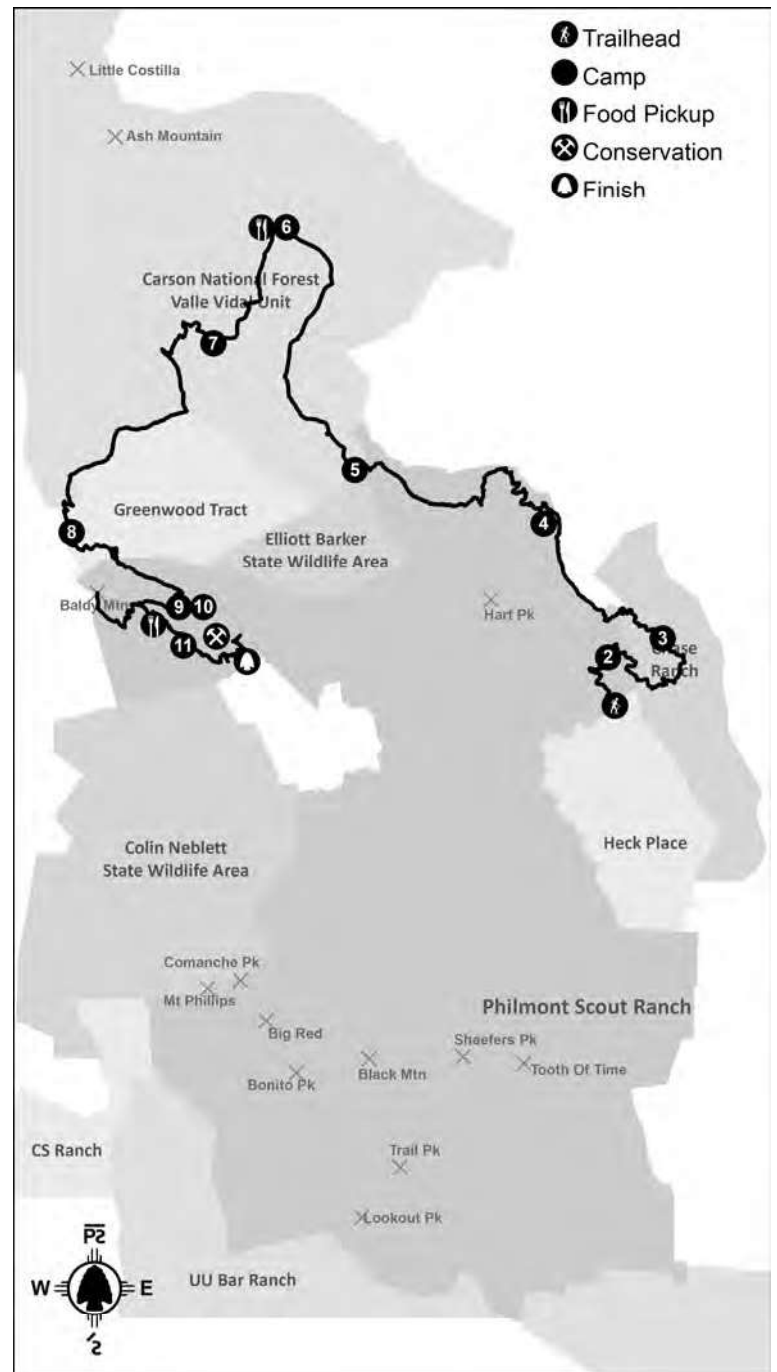 Trailhead
Camp
Food Pickup
Conservation
Finish
Little Costilla
Ash Mountain
6
Carson National Forest
Valle Vidal Unit
7
5
Greenwood Tract
4
8
Elliott Barker
State Wildlife Area
Baldy Mtn
9 10
Hart Pk
11
3
2
Chase
Ranch
Colin Neblett
State Wildlife Area
Heck Place
Comanche Pk
Mt Phillips
Philmont Scout Ranch
Big Red
Shaefers Pk
Black Mtn
Tooth Of Time
Bonito Pk
CS Ranch
Trail Pk
Lookout Pk
UU Bar Ranch
W E